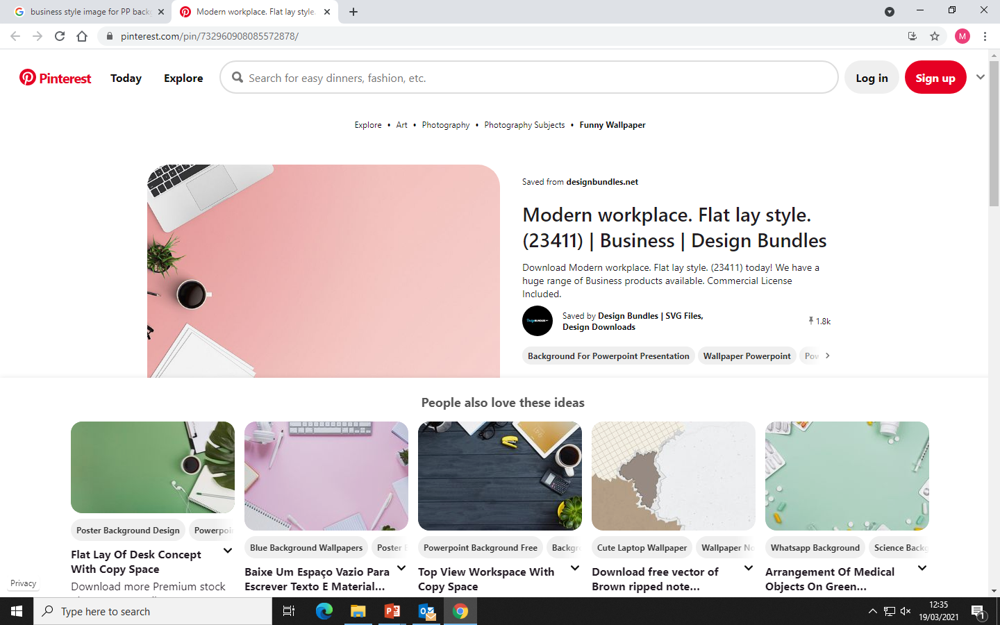 business style image for PP back
Modern workplace. Flat lay style.
pinterest.com/pin/732960908085572878/
M
Pinterest
Today
Explore
Search for easy dinners, fashion, etc.
Log in
Sign up
Explore • Art • Photography • Photography Subjects • Funny Wallpaper
Saved from designbundles.net
Modern workplace. Flat lay style.
(23411) | Business | Design Bundles
Download Modern workplace. Flat lay style. (23411) today! We have a
huge range of Business products available. Commercial License
Included.
Saved by Design Bundles | SVG Files,
Design Downloads
1.8k
Background For Powerpoint Presentation
Wallpaper Powerpoint
Pow
People also love these ideas
Poster Background Design
Powerpoi
Flat Lay Of Desk Concept
With Copy Space
Download more Premium stock
Blue Background Wallpapers
Poster
Baixe Um Espaço Vazio Para
Escrever Texto E Material...
Powerpoint Background Free
Backgr
Top View Workspace With
Copy Space
Cute Laptop Wallpaper
Wallpaper No
Download free vector of
Brown ripped note...
Whatsapp Background
Science Backg
Arrangement Of Medical
Objects On Green...
Privacy
Type here to search
12:35
19/03/2021
1